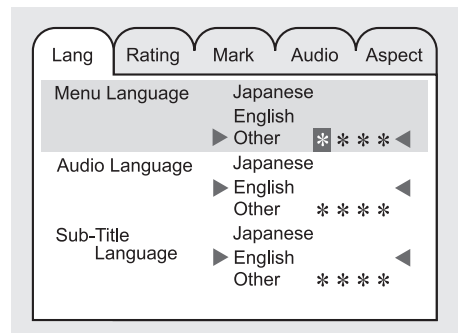 Lang Rating Mark Audio Aspect
Menu Language Japanese
English
Other ＊＊＊＊
Audio Language Japanese
English
Other ＊＊＊＊
Sub-Title Japanese
Language English
Other ＊＊＊＊